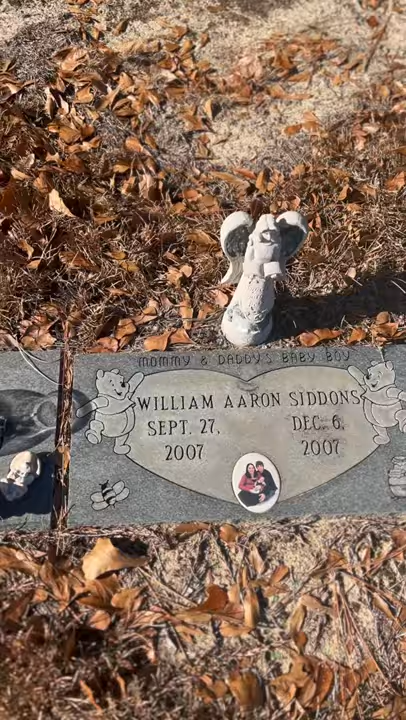 MOMMY & DADDY'S BABY BOY
WILLIAM AARON SIDDONS
SEPT. 27, DEC. 6,
2007 2007